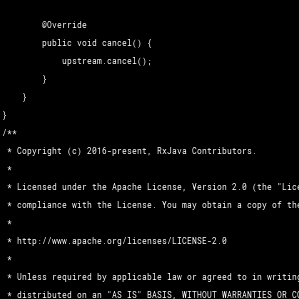 @Override
public void cancel() {
upstream.cancel();
}
}
}
/**
* Copyright (c) 2016-present, RxJava Contributors.
*
* Licensed under the Apache License, Version 2.0 (the "Lice
* compliance with the License. You may obtain a copy of the
*
* http://www.apache.org/licenses/LICENSE-2.0
*
* Unless required by applicable law or agreed to in writing
* distributed on an "AS IS" BASIS, WITHOUT WARRANTIES OR CO